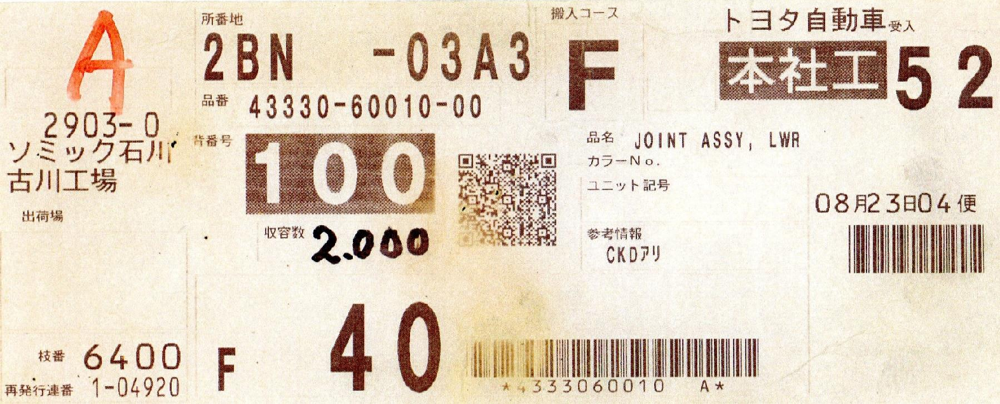 A
所番地
2BN -03A3
搬入コース
F
トヨタ自動車 受入
本社工 52
品番 43330-60010-00
2903-0
ソミック石川
古川工場
背番号 100
品名 JOINT ASSY, LWR
カラーNo.
ユニット記号
08月23日04便
出荷場
収容数 2.000
参考情報
CKDアリ
枝番 6400
F 40
再発行連番 1-04920
*4333060010 A*